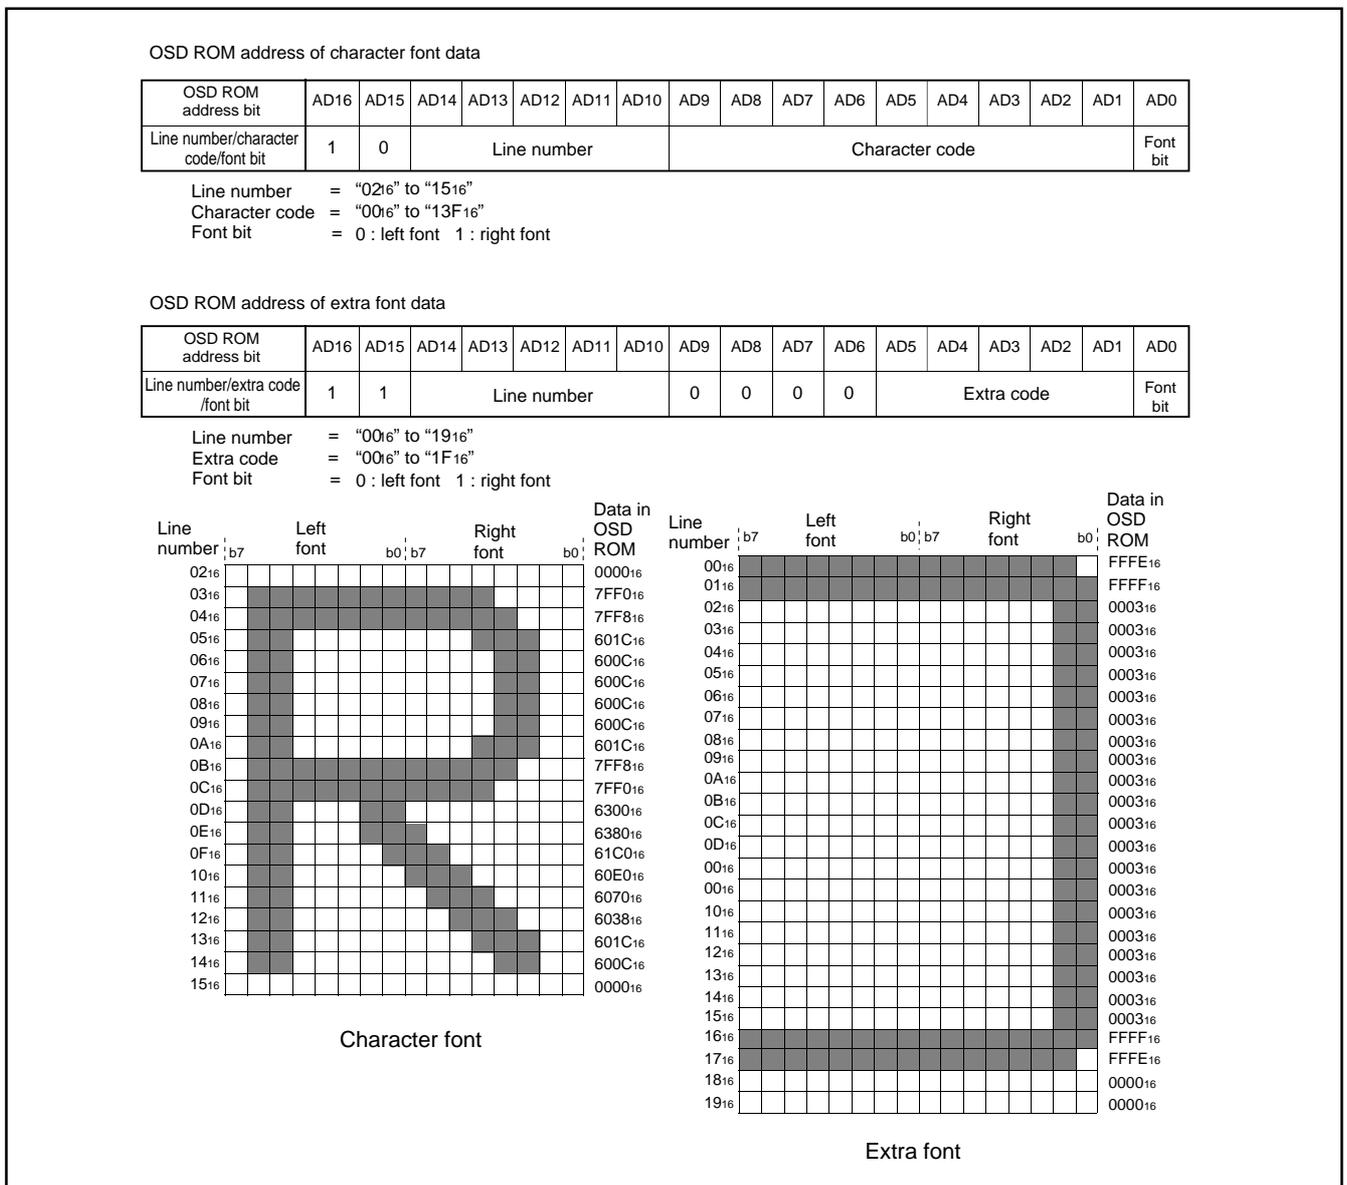 OSD ROM address of character font data
OSD ROM address bit AD16 AD15 AD14 AD13 AD12 AD11 AD10 AD9 AD8 AD7 AD6 AD5 AD4 AD3 AD2 AD1 AD0
Line number/character code/font bit 1 0 Line number Character code Font bit
Line number = “0216” to “1516”
Character code = “0016” to “13F16”
Font bit = 0 : left font 1 : right font
OSD ROM address of extra font data
OSD ROM address bit AD16 AD15 AD14 AD13 AD12 AD11 AD10 AD9 AD8 AD7 AD6 AD5 AD4 AD3 AD2 AD1 AD0
Line number/extra code /font bit 1 1 Line number 0 0 0 0 Extra code Font bit
Line number = “0016” to “1916”
Extra code = “0016” to “1F16”
Font bit = 0 : left font 1 : right font
Line number b7 Left font b0 b7 Right font b0 Data in OSD ROM
0216 000016
0316 7FF016
0416 7FF816
0516 601C16
0616 600C16
0716 600C16
0816 600C16
0916 600C16
0A16 601C16
0B16 7FF816
0C16 7FF016
0D16 630016
0E16 638016
0F16 61C016
1016 60E016
1116 607016
1216 603816
1316 601C16
1416 600C16
1516 000016
Character font
Line number b7 Left font b0 b7 Right font b0 Data in OSD ROM
0016 FFFE16
0116 FFFF16
0216 000316
0316 000316
0416 000316
0516 000316
0616 000316
0716 000316
0816 000316
0916 000316
0A16 000316
0B16 000316
0C16 000316
0D16 000316
0016 000316
0016 000316
1016 000316
1116 000316
1216 000316
1316 000316
1416 000316
1516 000316
1616 FFFF16
1716 FFFE16
1816 000016
1916 000016
Extra font